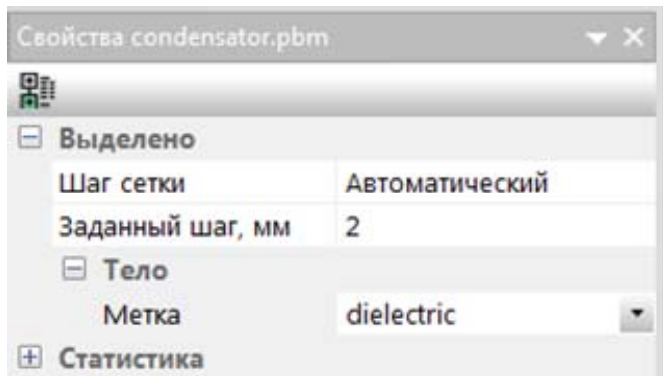 Свойства condensator.pbm
Выделено
Шаг сетки Автоматический
Заданный шаг, мм 2
Тело
Метка dielectric
Статистика